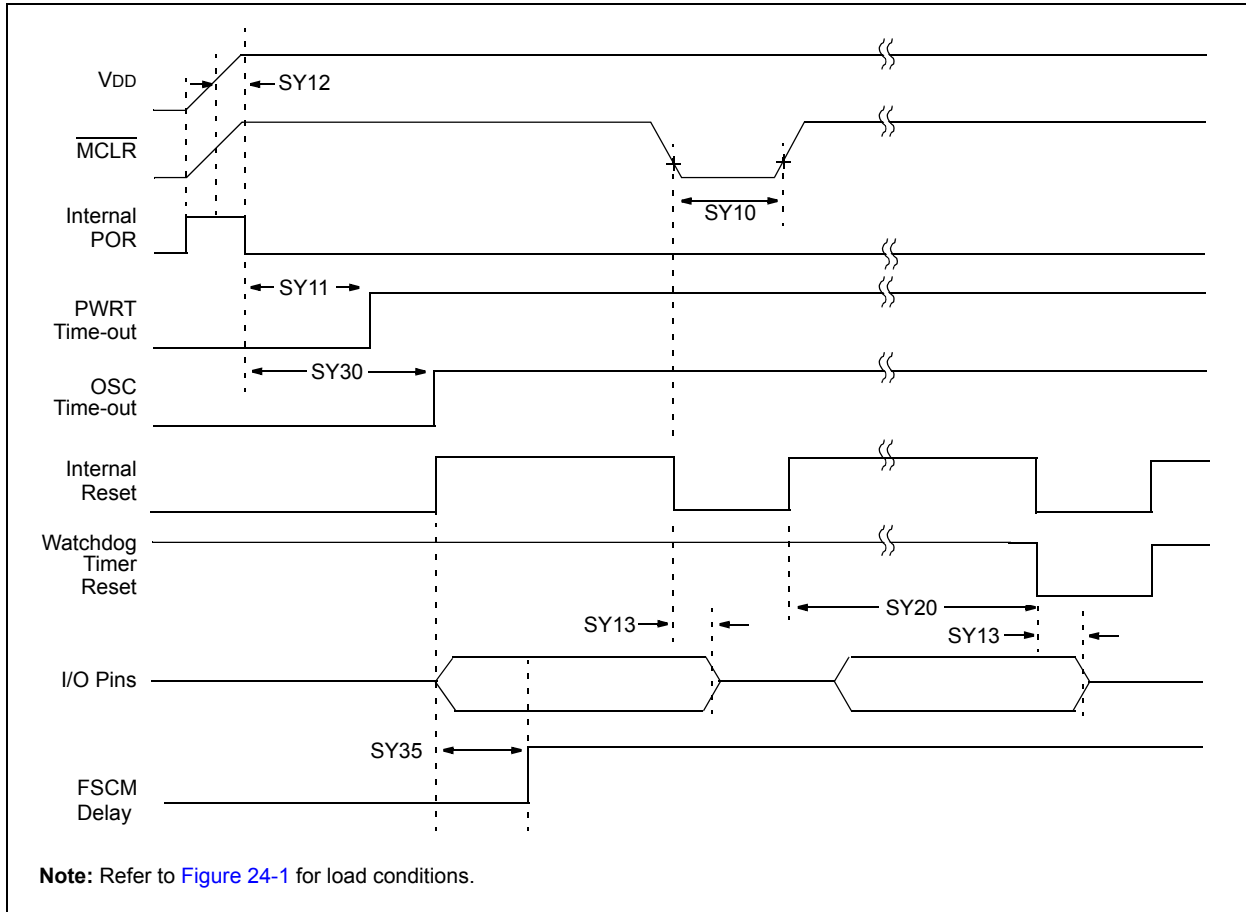 VDD
SY12
MCLR
SY10
Internal
POR
SY11
PWRT
Time-out
SY30
OSC
Time-out
Internal
Reset
Watchdog
Timer
Reset
SY20
SY13
SY13
I/O Pins
SY35
FSCM
Delay
Note: Refer to Figure 24-1 for load conditions.